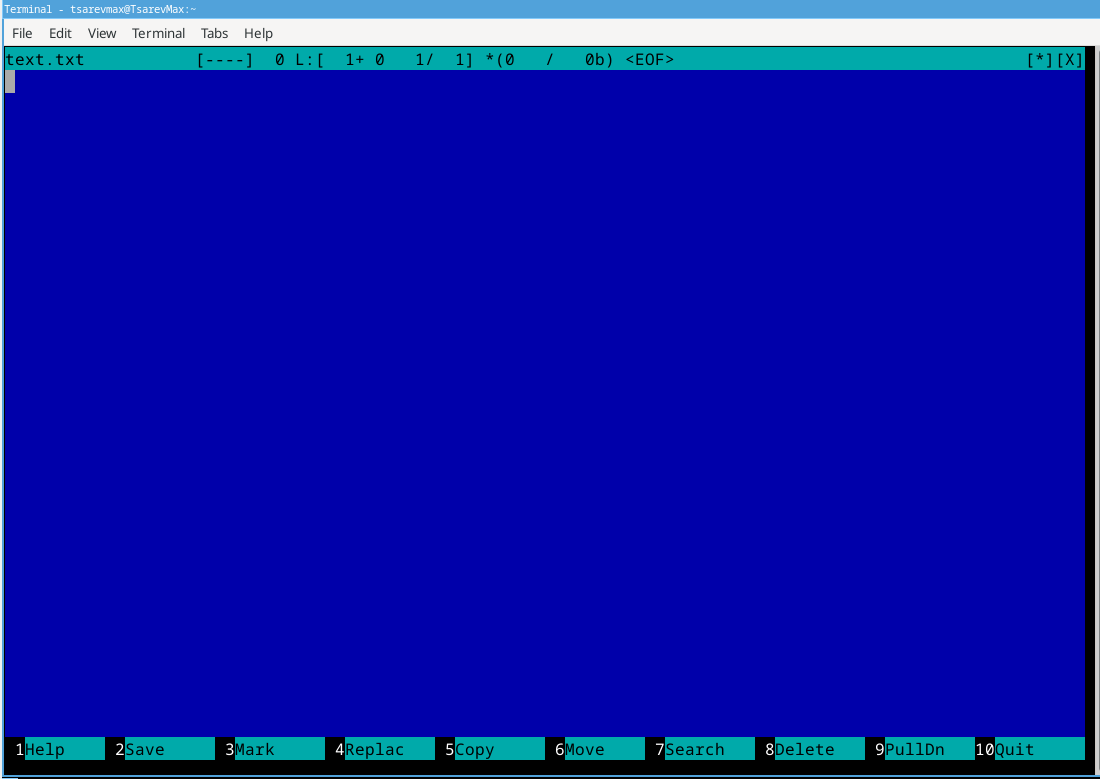 Terminal - tsarevmax@TsarevMax:~
File Edit View Terminal Tabs Help
text.txt [----] 0 L:[ 1+ 0 1/ 1] *(0 / 0b) <EOF> [*][X]
1Help 2Save 3Mark 4Replac 5Copy 6Move 7Search 8Delete 9PullDn 10Quit